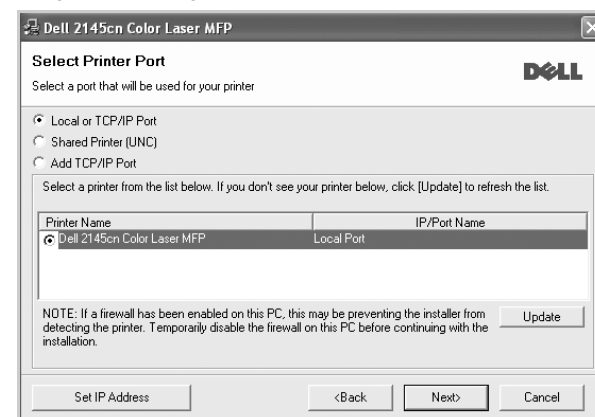 Dell 2145cn Color Laser MFP
Select Printer Port
Select a port that will be used for your printer
DELL
Local or TCP/IP Port
Shared Printer (UNC)
Add TCP/IP Port
Select a printer from the list below. If you don't see your printer below, click [Update] to refresh the list.
Printer Name IP/Port Name
Dell 2145cn Color Laser MFP Local Port
NOTE: If a firewall has been enabled on this PC, this may be preventing the installer from
detecting the printer. Temporarily disable the firewall on this PC before continuing with the
installation.
Update
Set IP Address <Back Next> Cancel